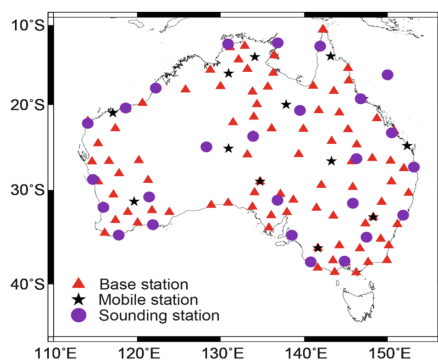 10°S
20°S
30°S
40°S
Base station
Mobile station
Sounding station
110°E 120°E 130°E 140°E 150°E